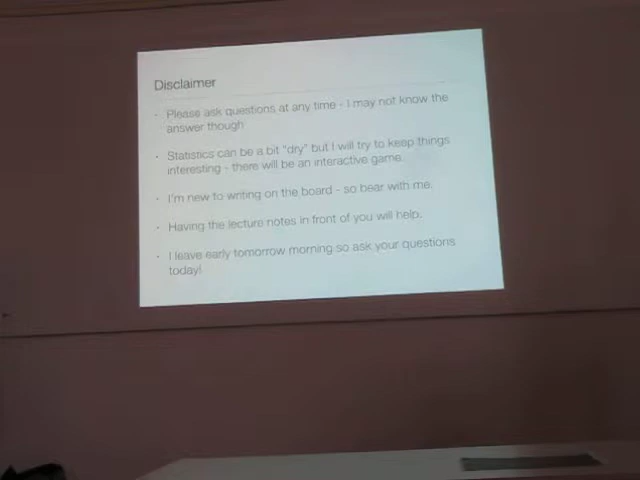 Disclaimer
- Please ask questions at any time - I may not know the
answer though
- Statistics can be a bit "dry" but I will try to keep things
interesting - there will be an interactive game.
- I'm new to writing on the board - so bear with me.
- Having the lecture notes in front of you will help.
- I leave early tomorrow morning so ask your questions
today!